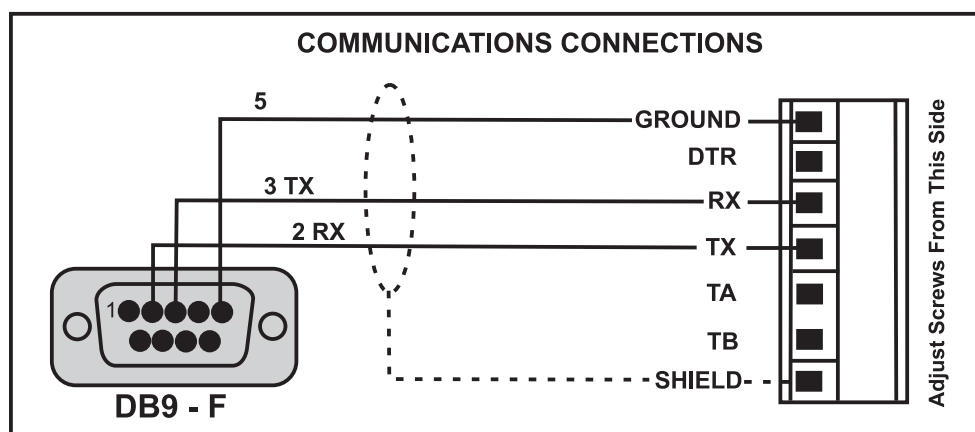 COMMUNICATIONS CONNECTIONS
5
GROUND
DTR
3 TX
RX
2 RX
TX
1
TA
TB
SHIELD
DB9 - F
Adjust Screws From This Side